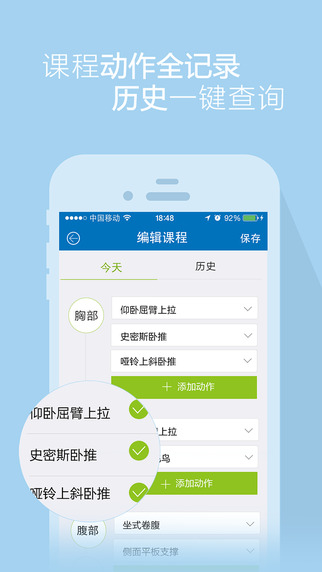 课程动作全记录
历史一键查询
中国移动 18:48 92%
编辑课程 保存
今天 历史
胸部
仰卧屈臂上拉
史密斯卧推
哑铃上斜卧推
＋ 添加动作
仰卧屈臂上拉
史密斯卧推
哑铃上斜卧推
上拉
鸟
＋ 添加动作
腹部
坐式卷腹
侧面平板支撑